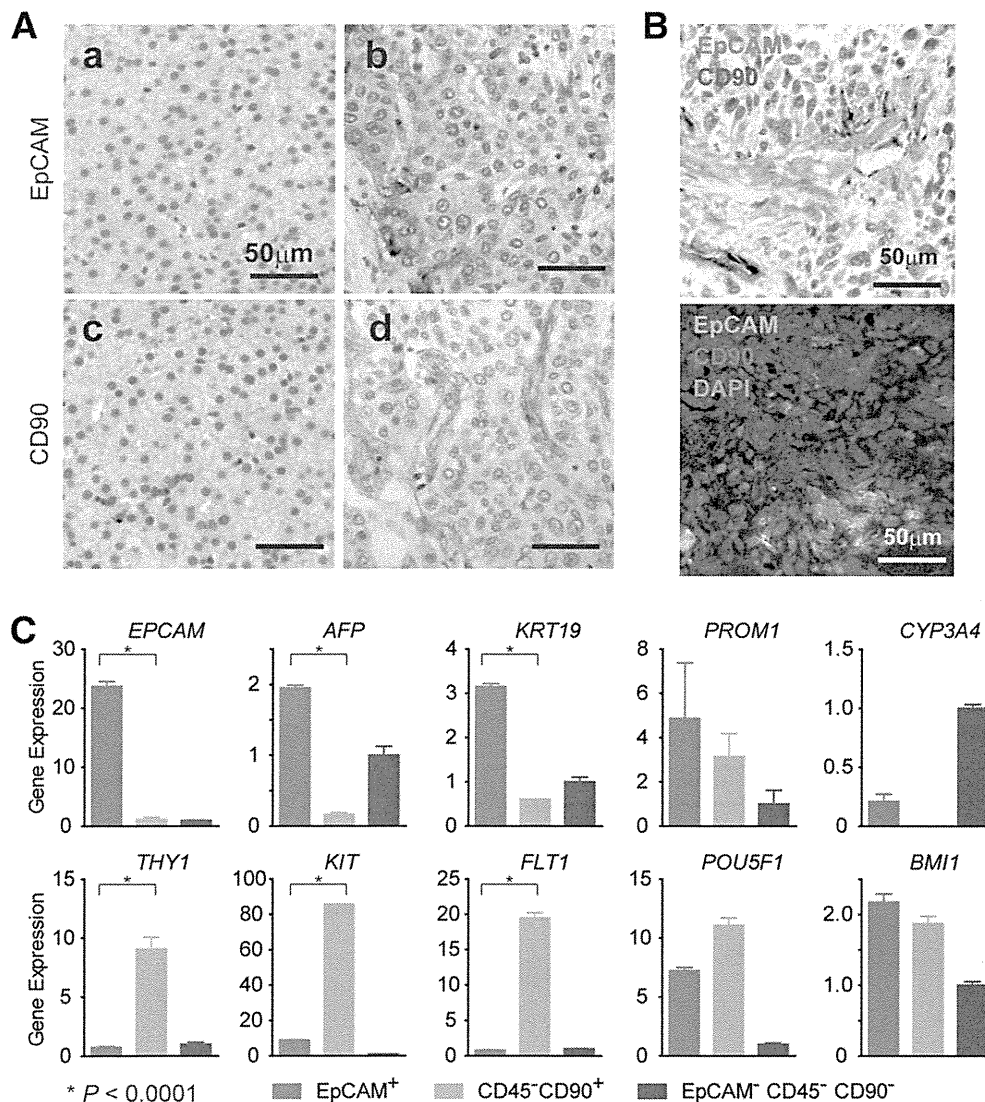 A
a
b
EpCAM
50μm
c
d
CD90
B
EpCAM
CD90
50μm
EpCAM
CD90
DAPI
50μm
C
EPCAM
AFP
KRT19
PROM1
CYP3A4
Gene Expression
30
20
10
0
*
2
1
0
*
4
3
2
1
0
*
8
6
4
2
0
1.0
0.5
0
THY1
KIT
FLT1
POU5F1
BMI1
Gene Expression
15
10
5
0
*
100
80
60
40
20
0
*
25
20
15
10
5
0
*
15
10
5
0
2.0
1.0
0
* P < 0.0001
EpCAM⁺
CD45⁻CD90⁺
EpCAM⁻ CD45⁻ CD90⁻